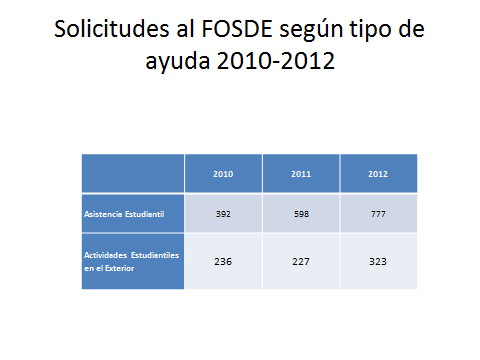 Solicitudes al FOSDE según tipo de
ayuda 2010-2012
2010 2011 2012
Asistencia Estudiantil 392 598 777
Actividades Estudiantiles
en el Exterior 236 227 323